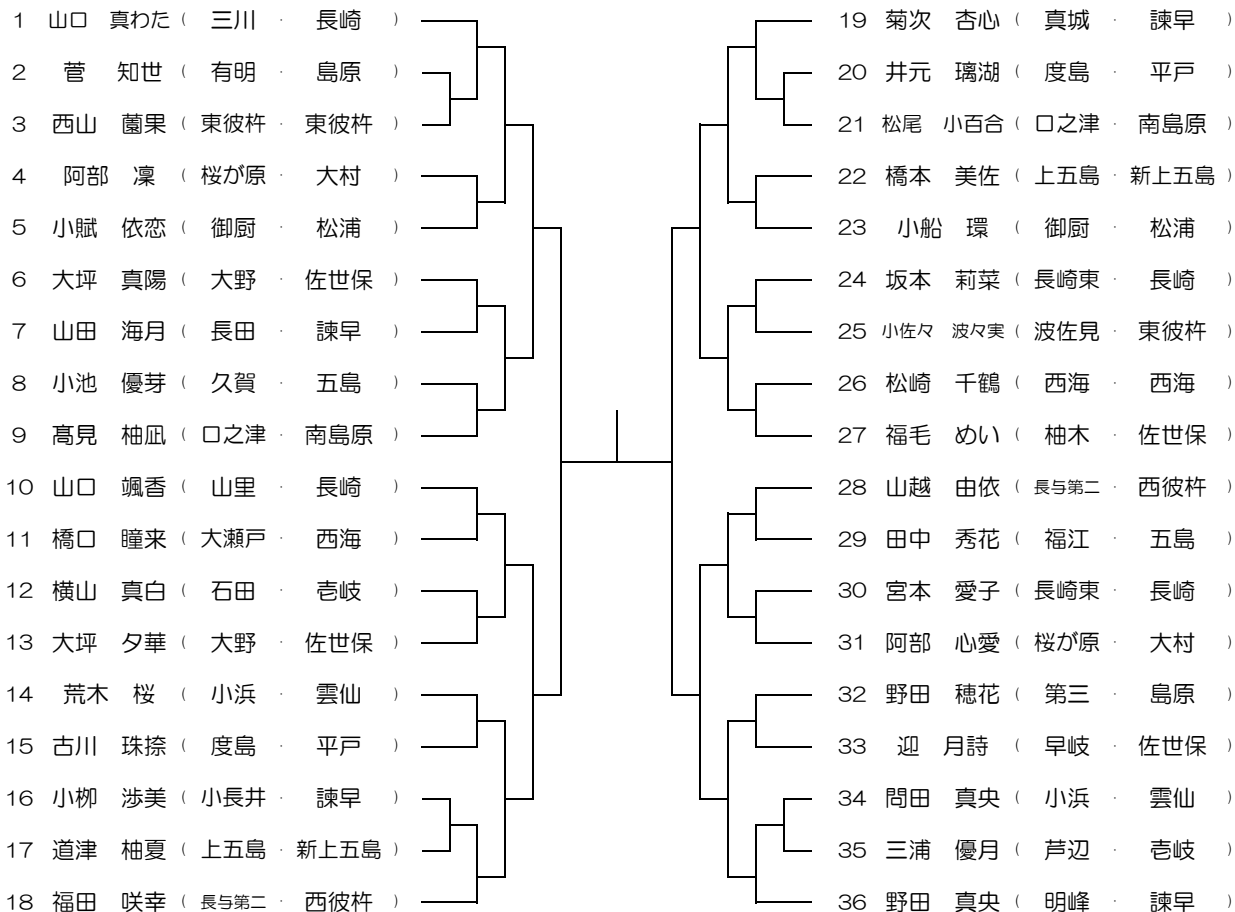 1 山口 真わた ( 三川 · 長崎 )
2 菅 知世 ( 有明 · 島原 )
3 西山 薗果 ( 東彼杵 · 東彼杵 )
4 阿部 凜 ( 桜が原 · 大村 )
5 小賦 依恋 ( 御厨 · 松浦 )
6 大坪 真陽 ( 大野 · 佐世保 )
7 山田 海月 ( 長田 · 諫早 )
8 小池 優芽 ( 久賀 · 五島 )
9 髙見 柚凪 ( 口之津 · 南島原 )
10 山口 颯香 ( 山里 · 長崎 )
11 橋口 瞳来 ( 大瀬戸 · 西海 )
12 横山 真白 ( 石田 · 壱岐 )
13 大坪 夕華 ( 大野 · 佐世保 )
14 荒木 桜 ( 小浜 · 雲仙 )
15 古川 珠捺 ( 度島 · 平戸 )
16 小栁 渉美 ( 小長井 · 諫早 )
17 道津 柚夏 ( 上五島 · 新上五島 )
18 福田 咲幸 ( 長与第二 · 西彼杵 )
19 菊次 杏心 ( 真城 · 諫早 )
20 井元 璃湖 ( 度島 · 平戸 )
21 松尾 小百合 ( 口之津 · 南島原 )
22 橋本 美佐 ( 上五島 · 新上五島 )
23 小船 環 ( 御厨 · 松浦 )
24 坂本 莉菜 ( 長崎東 · 長崎 )
25 小佐々 波々実 ( 波佐見 · 東彼杵 )
26 松崎 千鶴 ( 西海 · 西海 )
27 福毛 めい ( 柚木 · 佐世保 )
28 山越 由依 ( 長与第二 · 西彼杵 )
29 田中 秀花 ( 福江 · 五島 )
30 宮本 愛子 ( 長崎東 · 長崎 )
31 阿部 心愛 ( 桜が原 · 大村 )
32 野田 穂花 ( 第三 · 島原 )
33 迎 月詩 ( 早岐 · 佐世保 )
34 問田 真央 ( 小浜 · 雲仙 )
35 三浦 優月 ( 芦辺 · 壱岐 )
36 野田 真央 ( 明峰 · 諫早 )